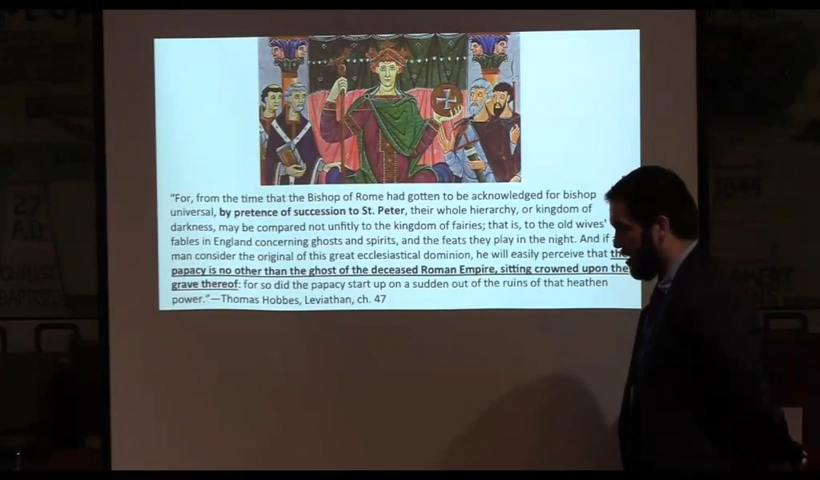 "For, from the time that the Bishop of Rome had gotten to be acknowledged for bishop
universal, by pretence of succession to St. Peter, their whole hierarchy, or kingdom of
darkness, may be compared not unfitly to the kingdom of fairies; that is, to the old wives'
fables in England concerning ghosts and spirits, and the feats they play in the night. And if
man consider the original of this great ecclesiastical dominion, he will easily perceive that
papacy is no other than the ghost of the deceased Roman Empire, sitting crowned upon the
grave thereof: for so did the papacy start up on a sudden out of the ruins of that heathen
power."—Thomas Hobbes, Leviathan, ch. 47
27
A.D.
CHRIST
BAPTISED